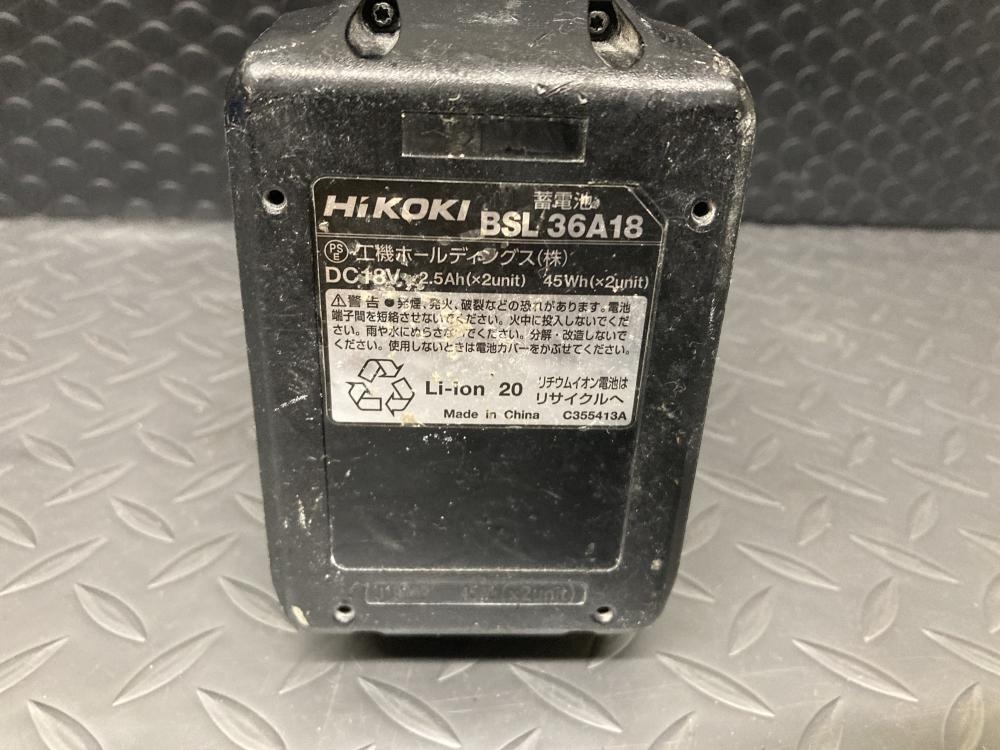 蓄電池
HiKOKI BSL 36A18
PS E 工機ホールディングス(株)
DC18V 2.5Ah(×2unit) 45Wh(×2unit)
⚠警告 ●発煙、発火、破裂などの恐れがあります。電池
端子間を短絡させないでください。火中に投入しないでくだ
さい。雨や水にぬらさないでください。分解・改造しないで
ください。使用しないときは電池カバーをかぶせてください。
Li-ion 20 リチウムイオン電池は
リサイクルへ
Made in China C355413A